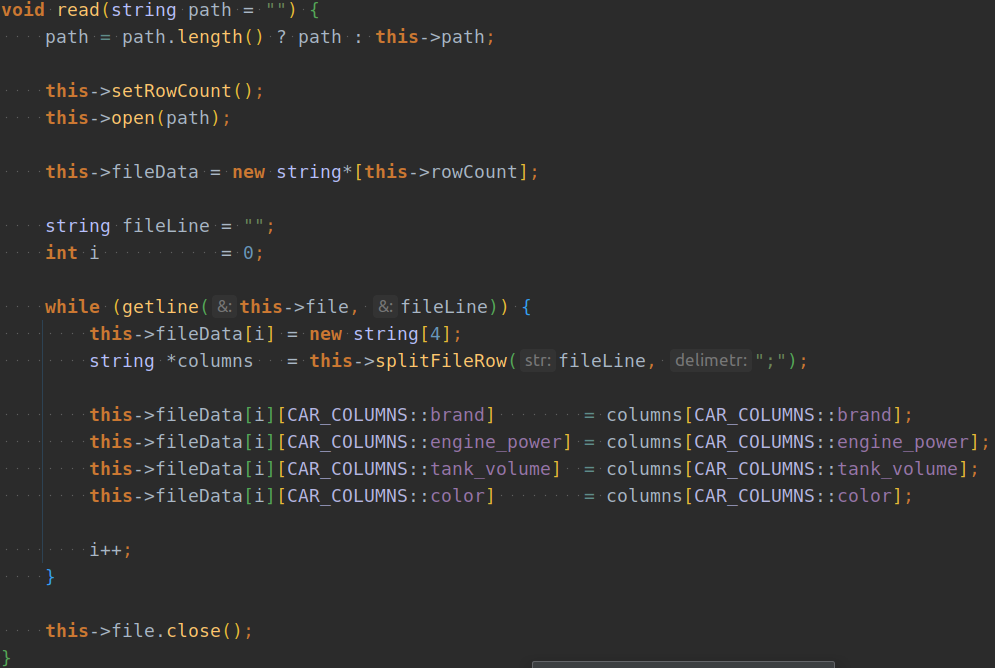 void read(string path = "") {
    path = path.length() ? path : this->path;
    this->setRowCount();
    this->open(path);
    this->fileData = new string*[this->rowCount];
    string fileLine = "";
    int i           = 0;
    while (getline( &: this->file, &: fileLine)) {
        this->fileData[i] = new string[4];
        string *columns   = this->splitFileRow( str: fileLine, delimetr: ";");
        this->fileData[i][CAR_COLUMNS::brand]        = columns[CAR_COLUMNS::brand];
        this->fileData[i][CAR_COLUMNS::engine_power] = columns[CAR_COLUMNS::engine_power];
        this->fileData[i][CAR_COLUMNS::tank_volume]  = columns[CAR_COLUMNS::tank_volume];
        this->fileData[i][CAR_COLUMNS::color]        = columns[CAR_COLUMNS::color];
        i++;
    }
    this->file.close();
}